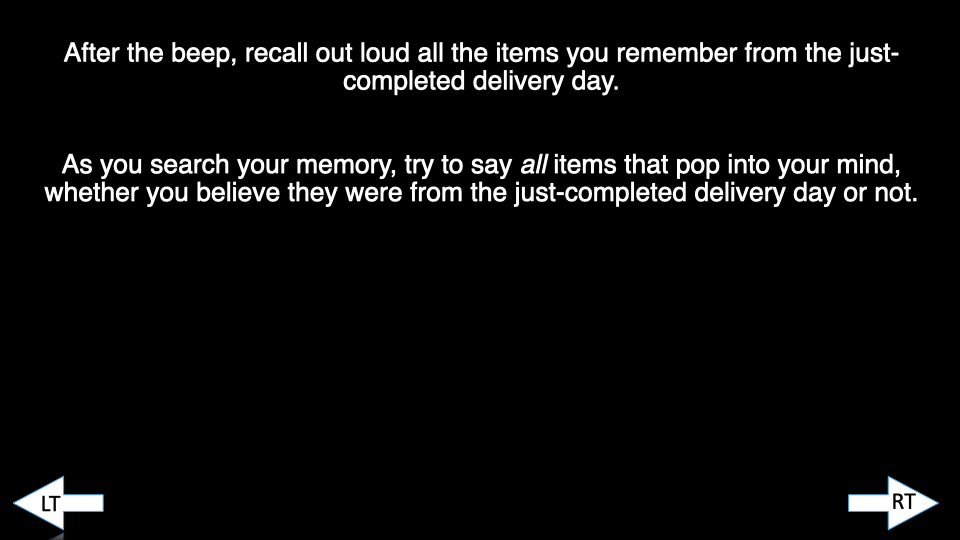 After the beep, recall out loud all the items you remember from the just-
completed delivery day.
As you search your memory, try to say all items that pop into your mind,
whether you believe they were from the just-completed delivery day or not.
LT
RT